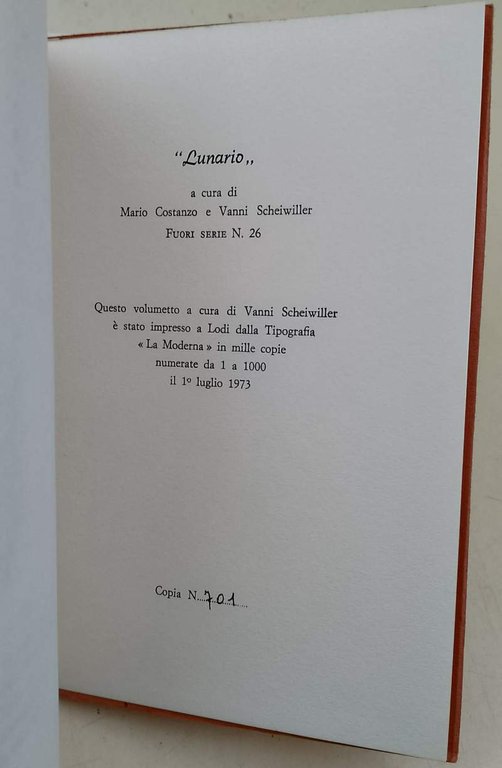 “Lunario„
a cura di
Mario Costanzo e Vanni Scheiwiller
FUORI SERIE N. 26
Questo volumetto a cura di Vanni Scheiwiller
è stato impresso a Lodi dalla Tipografia
« La Moderna » in mille copie
numerate da 1 a 1000
il 1º luglio 1973
Copia N....701....